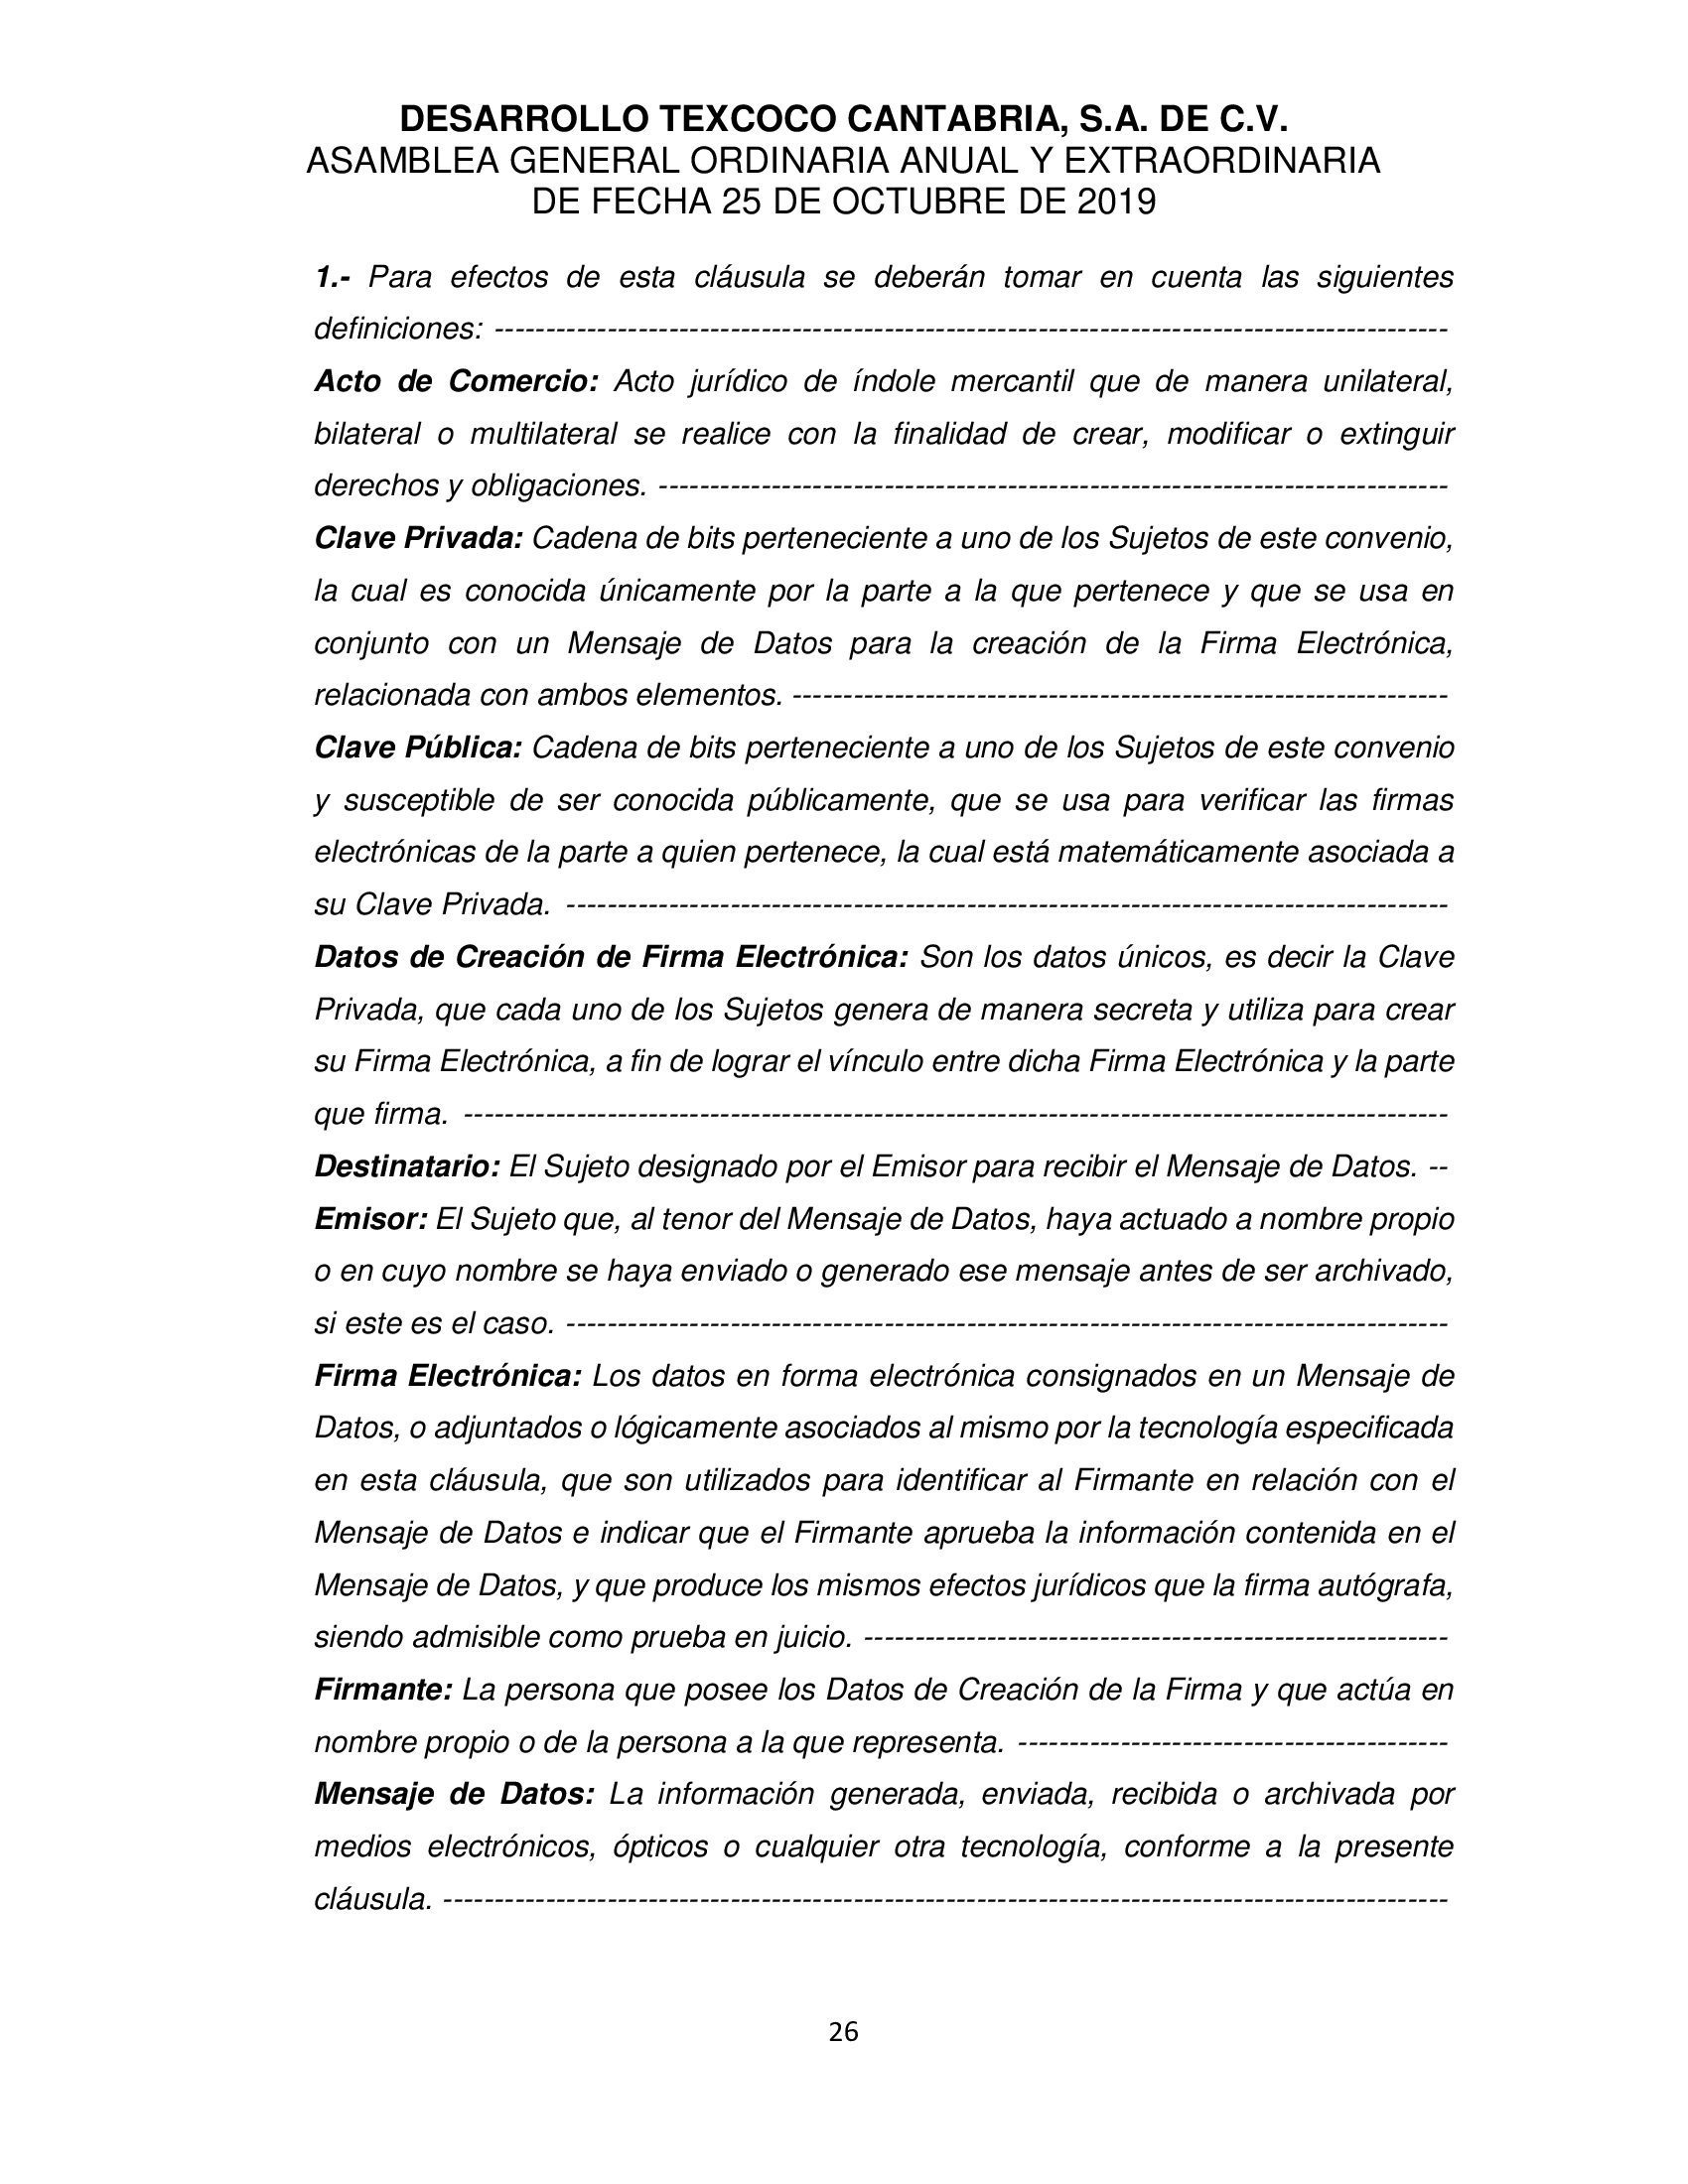 DESARROLLO TEXCOCO CANTABRIA, S.A. DE C.V.
ASAMBLEA GENERAL ORDINARIA ANUAL Y EXTRAORDINARIA
DE FECHA 25 DE OCTUBRE DE 2019
1.- Para efectos de esta cláusula se deberán tomar en cuenta las siguientes
definiciones: ---------------------------------------------------------------------------------------------
Acto de Comercio: Acto jurídico de índole mercantil que de manera unilateral,
bilateral o multilateral se realice con la finalidad de crear, modificar o extinguir
derechos y obligaciones. -----------------------------------------------------------------------------
Clave Privada: Cadena de bits perteneciente a uno de los Sujetos de este convenio,
la cual es conocida únicamente por la parte a la que pertenece y que se usa en
conjunto con un Mensaje de Datos para la creación de la Firma Electrónica,
relacionada con ambos elementos. ----------------------------------------------------------------
Clave Pública: Cadena de bits perteneciente a uno de los Sujetos de este convenio
y susceptible de ser conocida públicamente, que se usa para verificar las firmas
electrónicas de la parte a quien pertenece, la cual está matemáticamente asociada a
su Clave Privada. --------------------------------------------------------------------------------------
Datos de Creación de Firma Electrónica: Son los datos únicos, es decir la Clave
Privada, que cada uno de los Sujetos genera de manera secreta y utiliza para crear
su Firma Electrónica, a fin de lograr el vínculo entre dicha Firma Electrónica y la parte
que firma. ------------------------------------------------------------------------------------------------
Destinatario: El Sujeto designado por el Emisor para recibir el Mensaje de Datos. --
Emisor: El Sujeto que, al tenor del Mensaje de Datos, haya actuado a nombre propio
o en cuyo nombre se haya enviado o generado ese mensaje antes de ser archivado,
si este es el caso. --------------------------------------------------------------------------------------
Firma Electrónica: Los datos en forma electrónica consignados en un Mensaje de
Datos, o adjuntados o lógicamente asociados al mismo por la tecnología especificada
en esta cláusula, que son utilizados para identificar al Firmante en relación con el
Mensaje de Datos e indicar que el Firmante aprueba la información contenida en el
Mensaje de Datos, y que produce los mismos efectos jurídicos que la firma autógrafa,
siendo admisible como prueba en juicio. ---------------------------------------------------------
Firmante: La persona que posee los Datos de Creación de la Firma y que actúa en
nombre propio o de la persona a la que representa. ------------------------------------------
Mensaje de Datos: La información generada, enviada, recibida o archivada por
medios electrónicos, ópticos o cualquier otra tecnología, conforme a la presente
cláusula. --------------------------------------------------------------------------------------------------
26